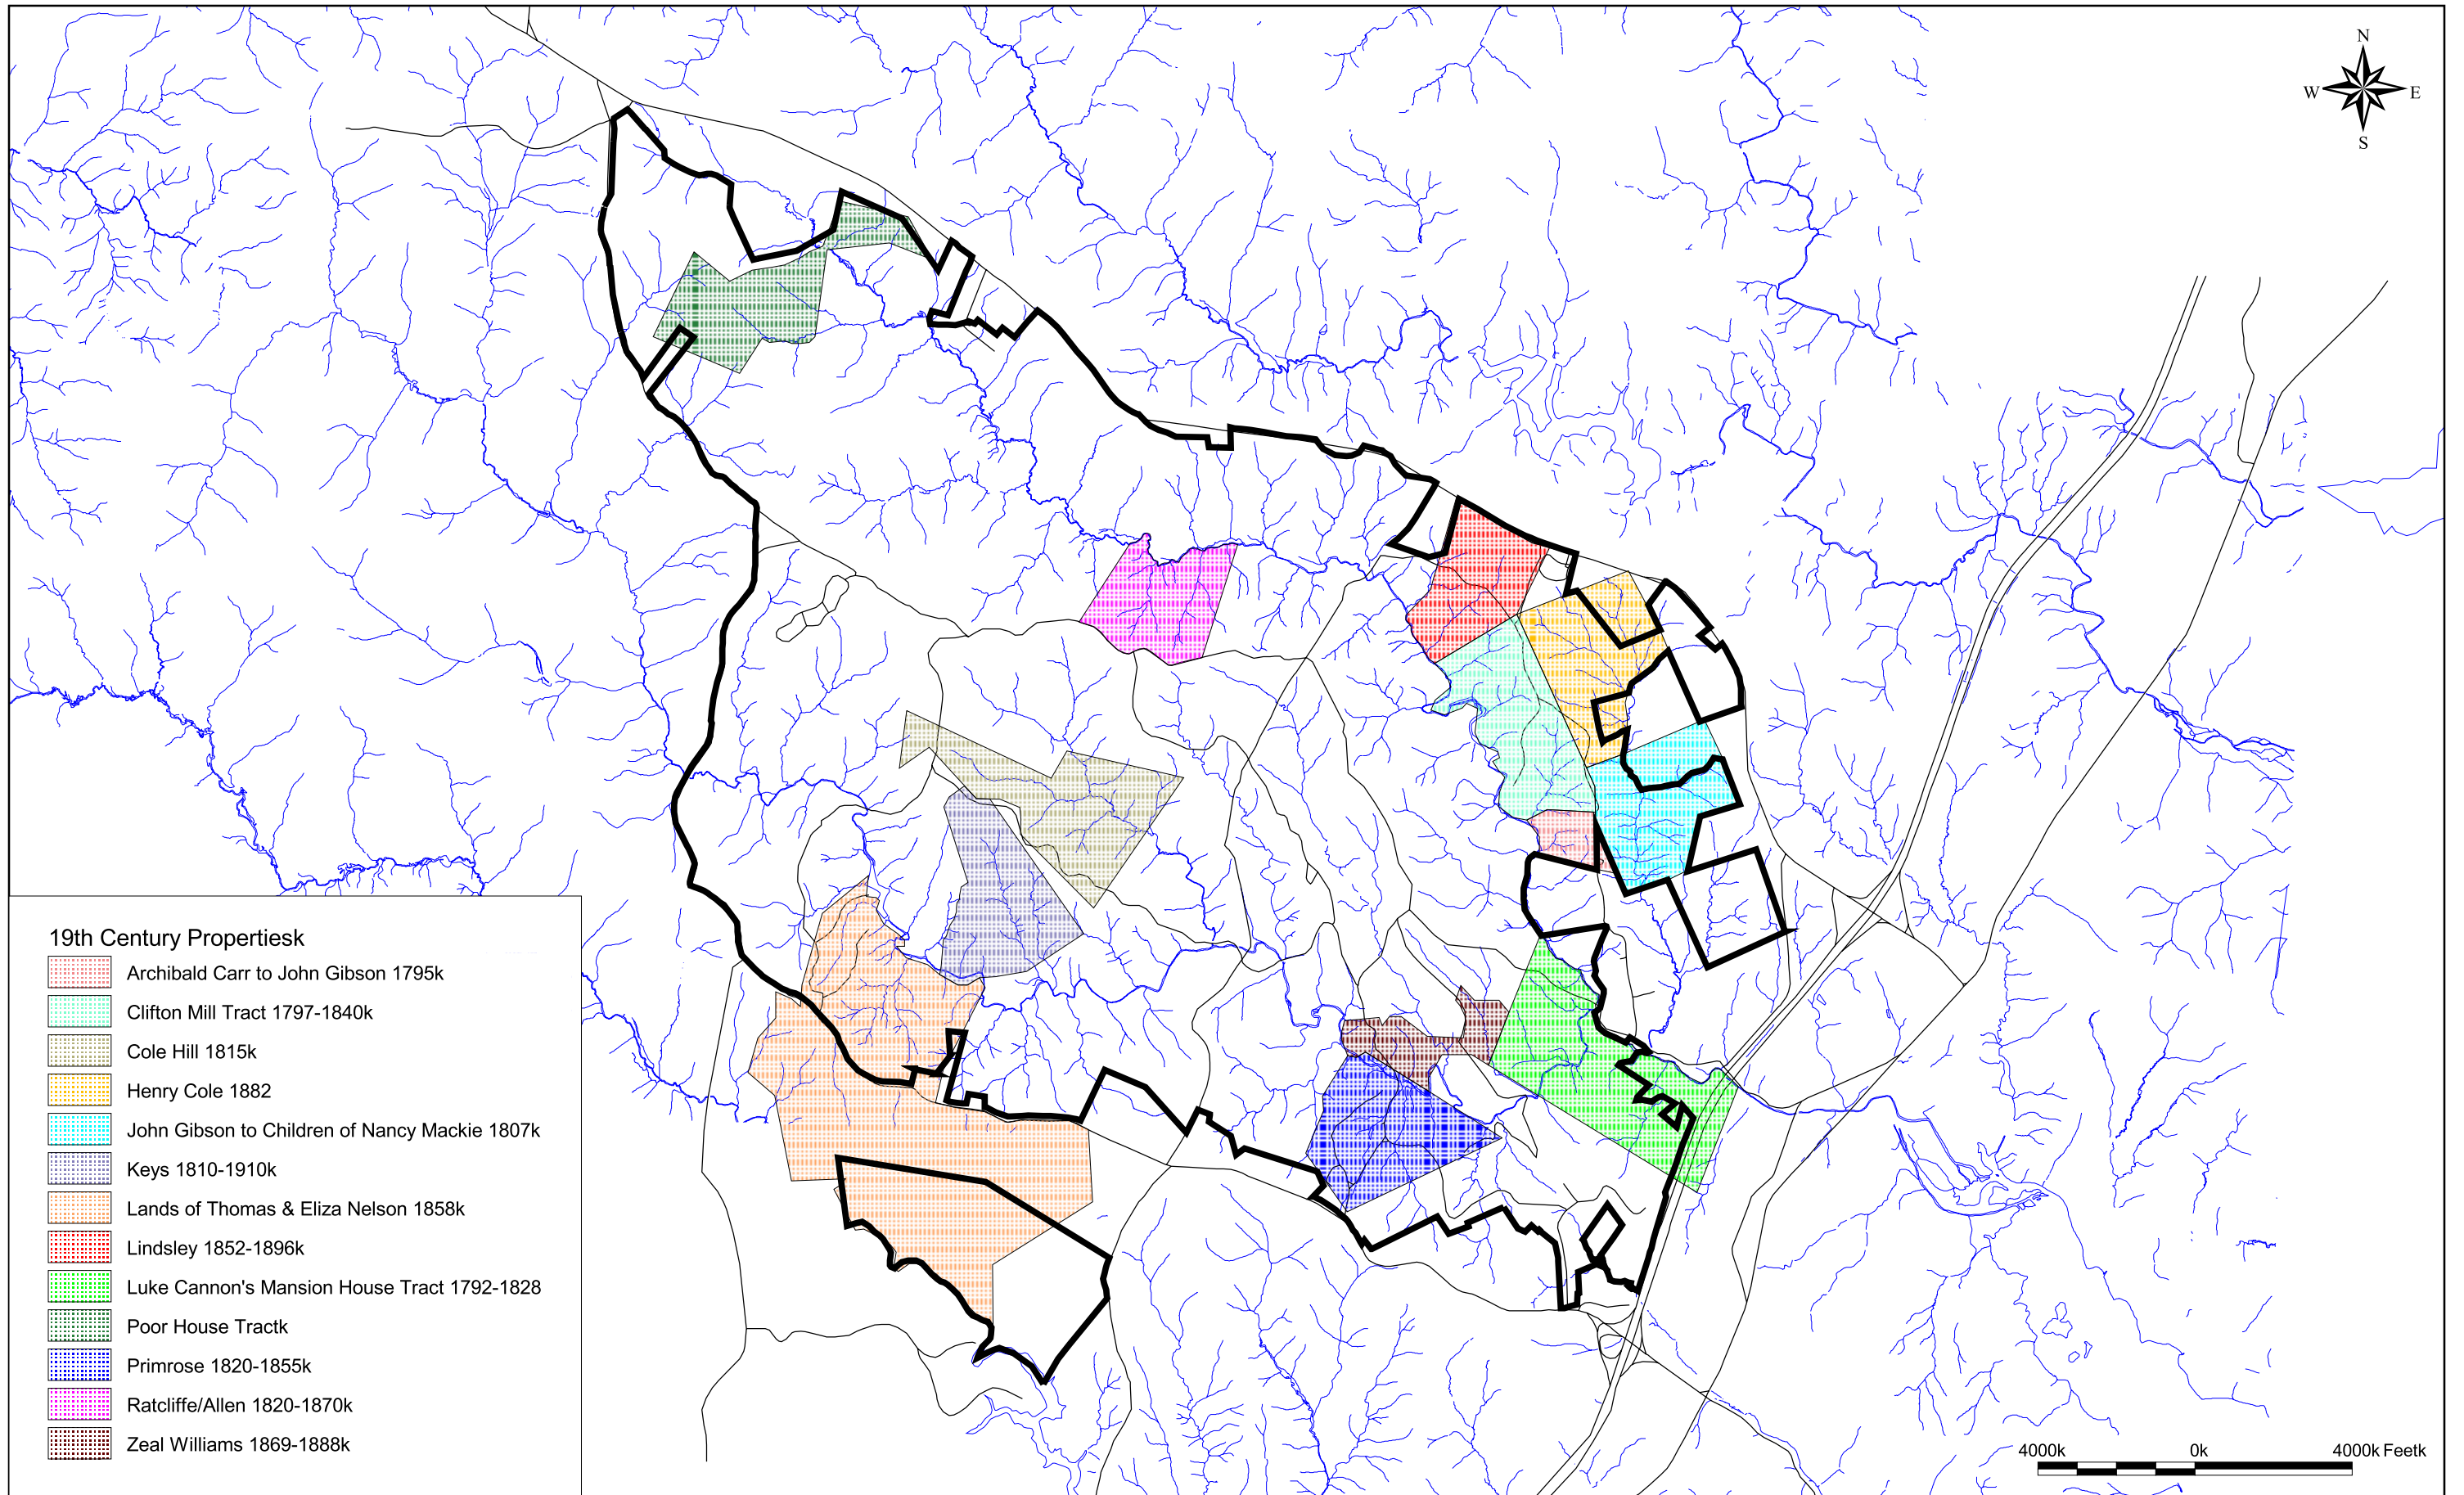 N
W E
S
19th Century Propertiesk
Archibald Carr to John Gibson 1795k
Clifton Mill Tract 1797-1840k
Cole Hill 1815k
Henry Cole 1882
John Gibson to Children of Nancy Mackie 1807k
Keys 1810-1910k
Lands of Thomas & Eliza Nelson 1858k
Lindsley 1852-1896k
Luke Cannon's Mansion House Tract 1792-1828
Poor House Tractk
Primrose 1820-1855k
Ratcliffe/Allen 1820-1870k
Zeal Williams 1869-1888k
4000k 0k 4000k Feetk